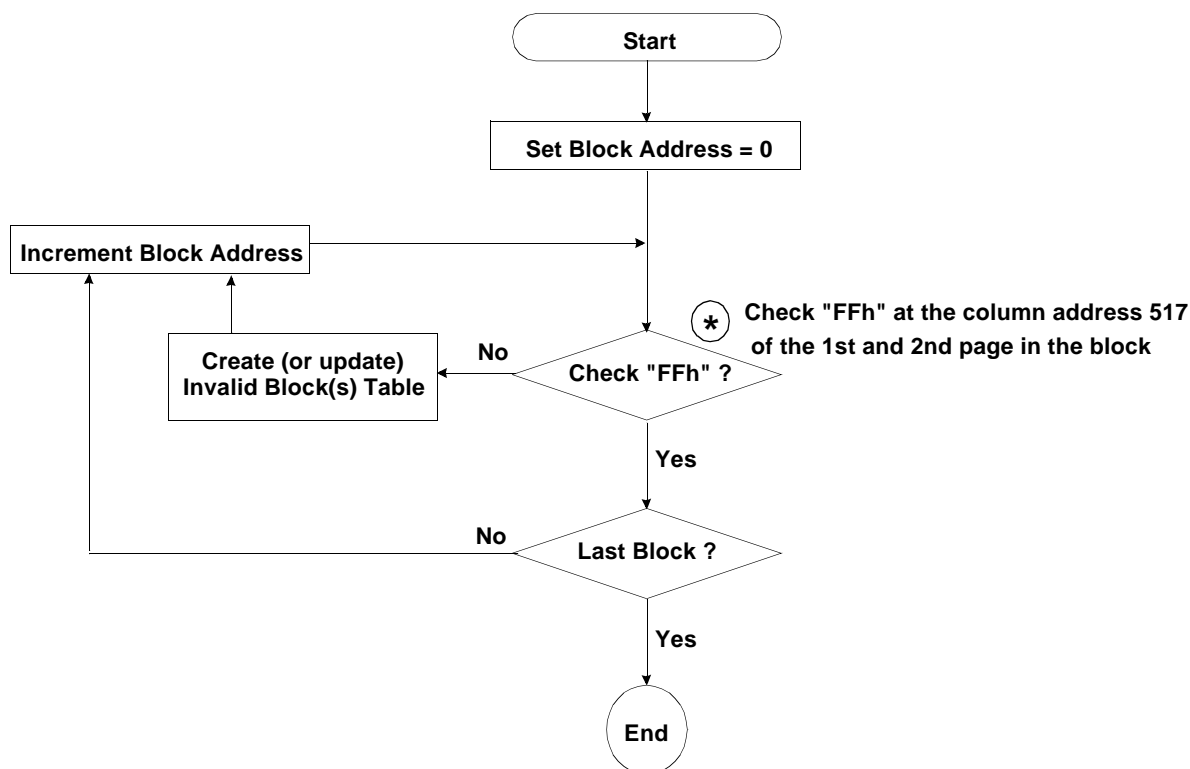 Start
Set Block Address = 0
Increment Block Address
* Check "FFh" at the column address 517
of the 1st and 2nd page in the block
Create (or update)
Invalid Block(s) Table
No
Check "FFh" ?
Yes
No
Last Block ?
Yes
End